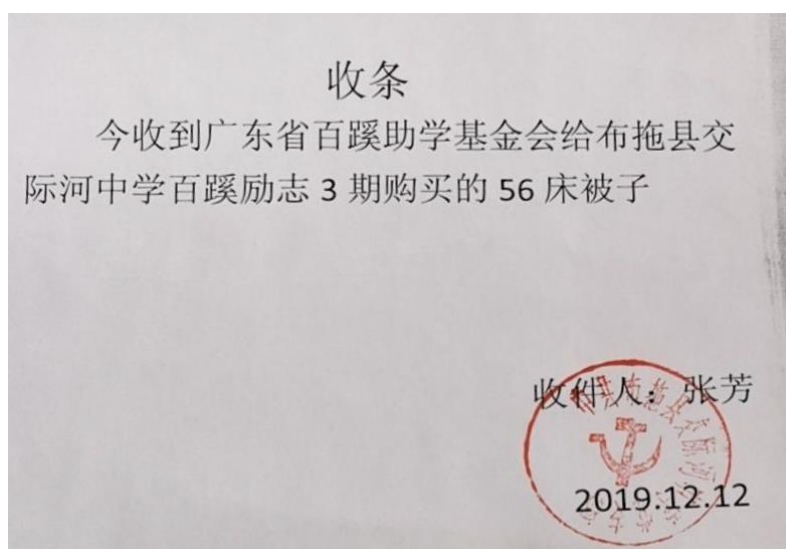 收条
今收到广东省百蹊助学基金会给布拖县交
际河中学百蹊励志 3 期购买的 56 床被子
收件人：张芳
2019.12.12